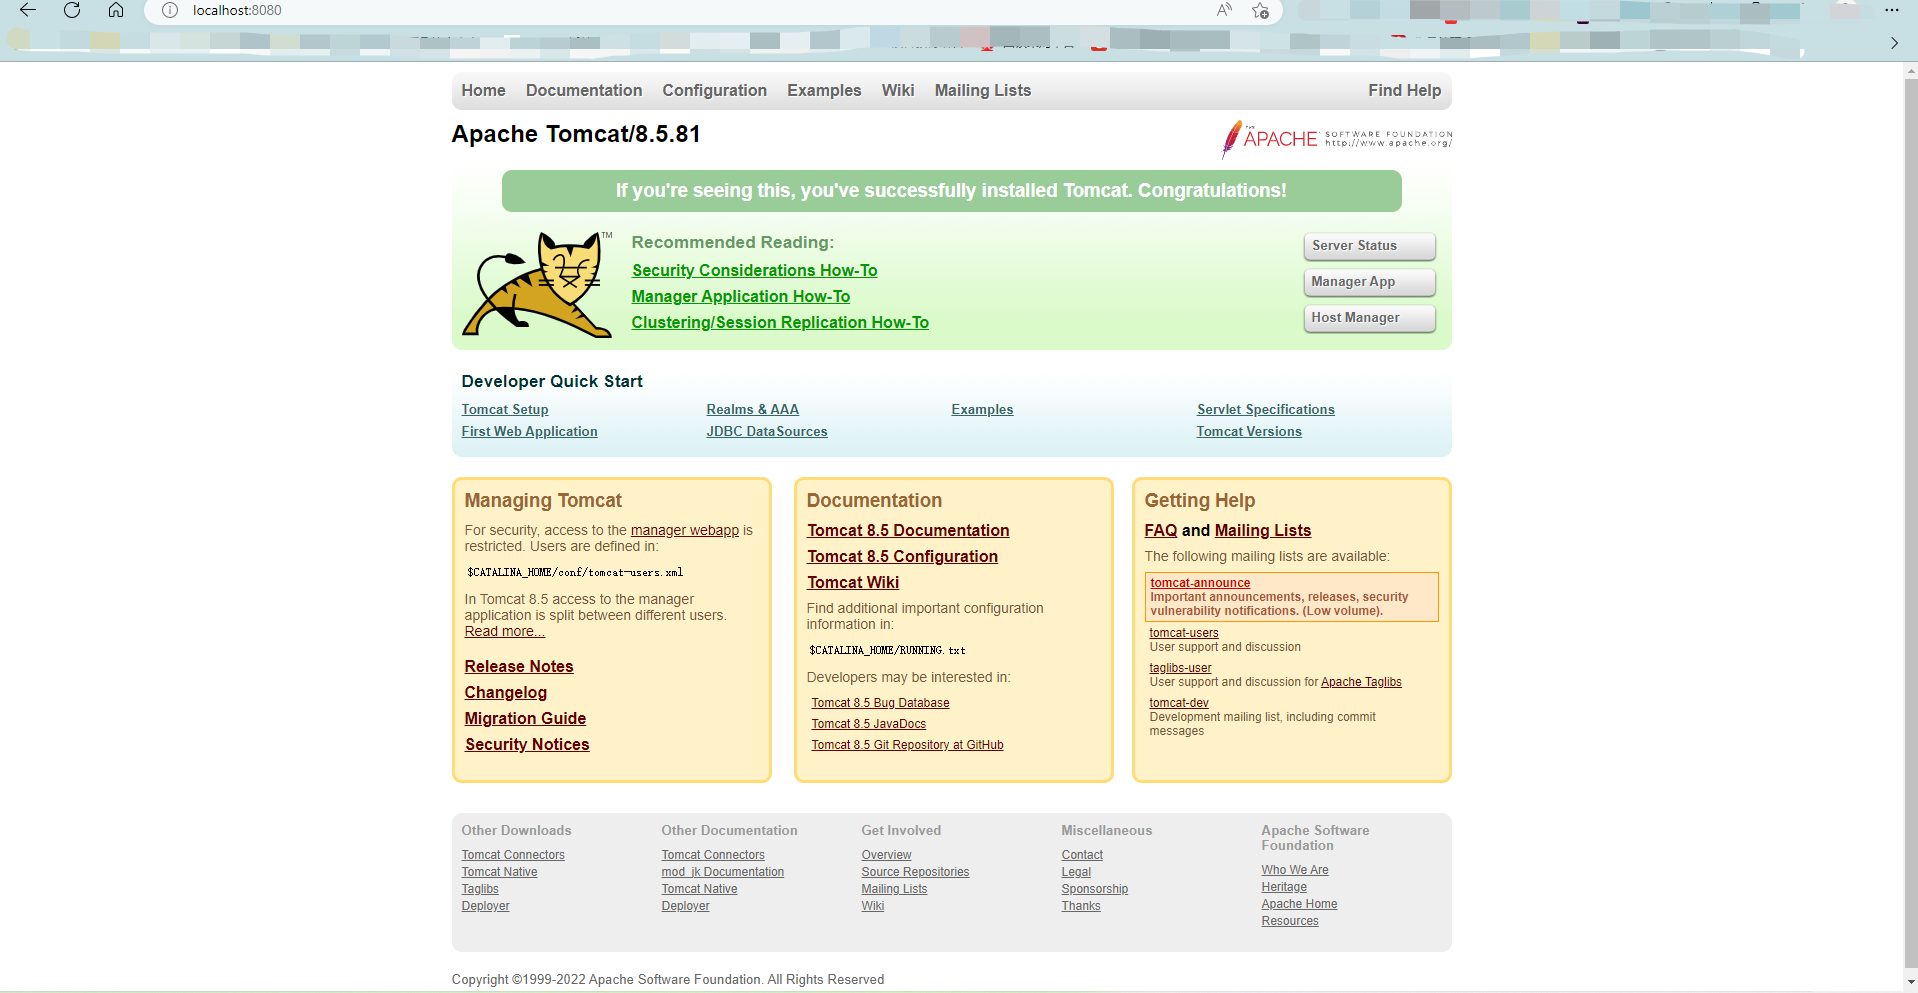 localhost:8080
Home Documentation Configuration Examples Wiki Mailing Lists Find Help
Apache Tomcat/8.5.81
THE APACHE SOFTWARE FOUNDATION
http://www.apache.org/
If you're seeing this, you've successfully installed Tomcat. Congratulations!
TM
Recommended Reading:
Security Considerations How-To
Manager Application How-To
Clustering/Session Replication How-To
Server Status
Manager App
Host Manager
Developer Quick Start
Tomcat Setup
First Web Application
Realms & AAA
JDBC DataSources
Examples
Servlet Specifications
Tomcat Versions
Managing Tomcat
For security, access to the manager webapp is
restricted. Users are defined in:
$CATALINA_HOME/conf/tomcat-users.xml
In Tomcat 8.5 access to the manager
application is split between different users.
Read more...
Release Notes
Changelog
Migration Guide
Security Notices
Documentation
Tomcat 8.5 Documentation
Tomcat 8.5 Configuration
Tomcat Wiki
Find additional important configuration
information in:
$CATALINA_HOME/RUNNING.txt
Developers may be interested in:
Tomcat 8.5 Bug Database
Tomcat 8.5 JavaDocs
Tomcat 8.5 Git Repository at GitHub
Getting Help
FAQ and Mailing Lists
The following mailing lists are available:
tomcat-announce
Important announcements, releases, security
vulnerability notifications. (Low volume).
tomcat-users
User support and discussion
taglibs-user
User support and discussion for Apache Taglibs
tomcat-dev
Development mailing list, including commit
messages
Other Downloads
Tomcat Connectors
Tomcat Native
Taglibs
Deployer
Other Documentation
Tomcat Connectors
mod_jk Documentation
Tomcat Native
Deployer
Get Involved
Overview
Source Repositories
Mailing Lists
Wiki
Miscellaneous
Contact
Legal
Sponsorship
Thanks
Apache Software
Foundation
Who We Are
Heritage
Apache Home
Resources
Copyright ©1999-2022 Apache Software Foundation. All Rights Reserved